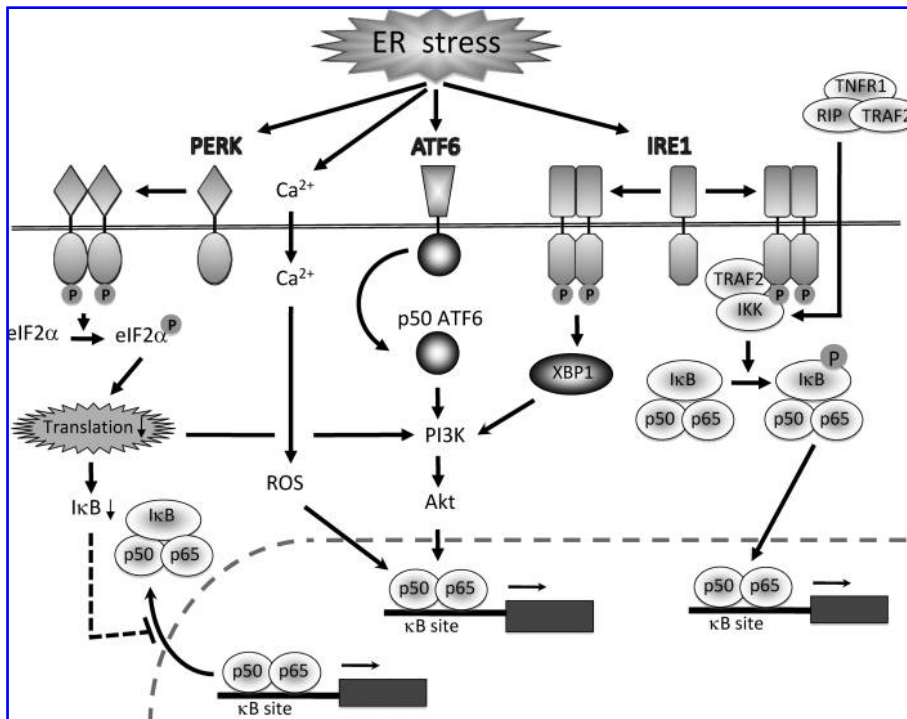 ER stress
TNFR1
RIP
TRAF2
PERK
ATF6
IRE1
Ca²⁺
Ca²⁺
TRAF2
P
P
P
P
P
P
IKK
eIF2α
eIF2α
P
p50 ATF6
P
XBP1
IκB
IκB
p50
p65
p50
p65
Translation
PI3K
ROS
Akt
IκB
IκB
p50
p65
p50
p65
κB site
p50
p65
κB site
p50
p65
κB site